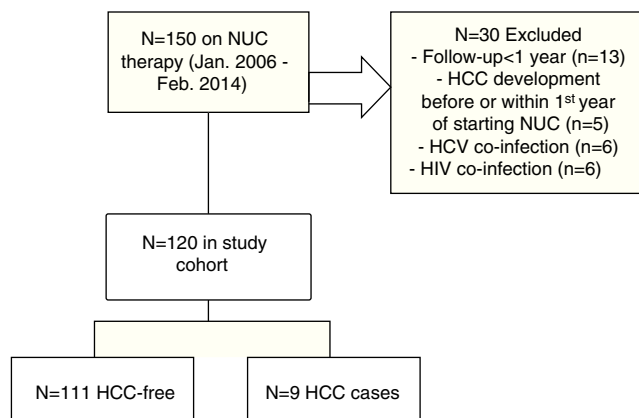 N=150 on NUC
therapy (Jan. 2006 -
Feb. 2014)
N=30 Excluded
- Follow-up<1 year (n=13)
- HCC development
before or within 1st year
of starting NUC (n=5)
- HCV co-infection (n=6)
- HIV co-infection (n=6)
N=120 in study
cohort
N=111 HCC-free
N=9 HCC cases